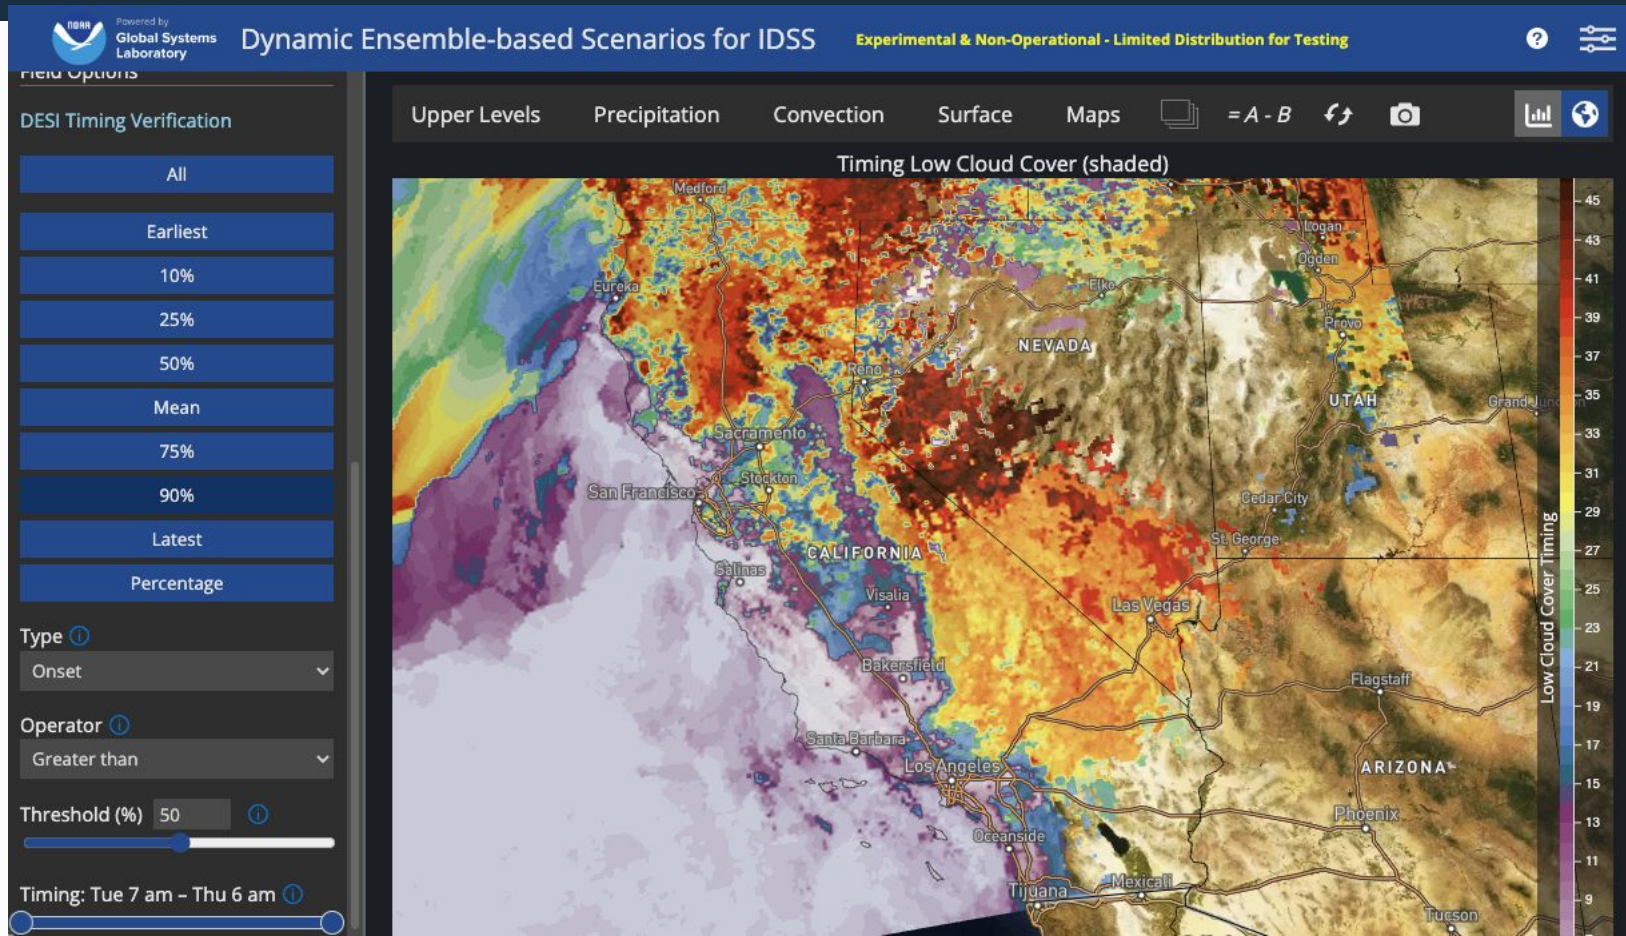 NOAA
Powered by
Global Systems
Laboratory
Dynamic Ensemble-based Scenarios for IDSS
Experimental & Non-Operational - Limited Distribution for Testing
?
Field Options
DESI Timing Verification
All
Earliest
10%
25%
50%
Mean
75%
90%
Latest
Percentage
Type
Onset
Operator
Greater than
Threshold (%) 50
Timing: Tue 7 am – Thu 6 am
Upper Levels Precipitation Convection Surface Maps = A - B
Timing Low Cloud Cover (shaded)
Medford
Logan
Ogden
Eureka
Elko
Provo
NEVADA
Reno
UTAH
Grand Junction
Sacramento
Stockton
San Francisco
Cedar City
St. George
CALIFORNIA
Salinas
Visalia
Las Vegas
Bakersfield
Flagstaff
Santa Barbara
Los Angeles
ARIZONA
Phoenix
Oceanside
Tijuana
Mexicali
Tucson
Low Cloud Cover Timing
45
43
41
39
37
35
33
31
29
27
25
23
21
19
17
15
13
11
9